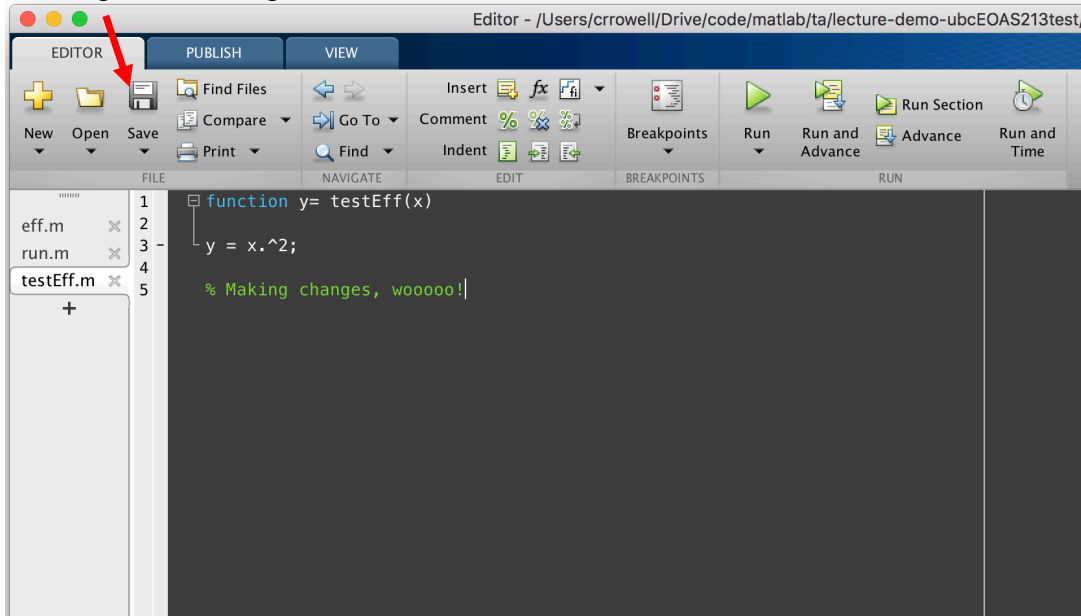 Editor - /Users/crrowell/Drive/code/matlab/ta/lecture-demo-ubcEOAS213test/
EDITOR PUBLISH VIEW
Find Files Insert fx fi
Compare Go To Comment % % Breakpoints Run Run and Advance Run Section Advance Run and Time
New Open Save Print Find Indent
FILE NAVIGATE EDIT BREAKPOINTS RUN
1 function y= testEff(x)
eff.m 2
run.m 3 - y = x.^2;
testEff.m 4
5 % Making changes, wooooo!
+